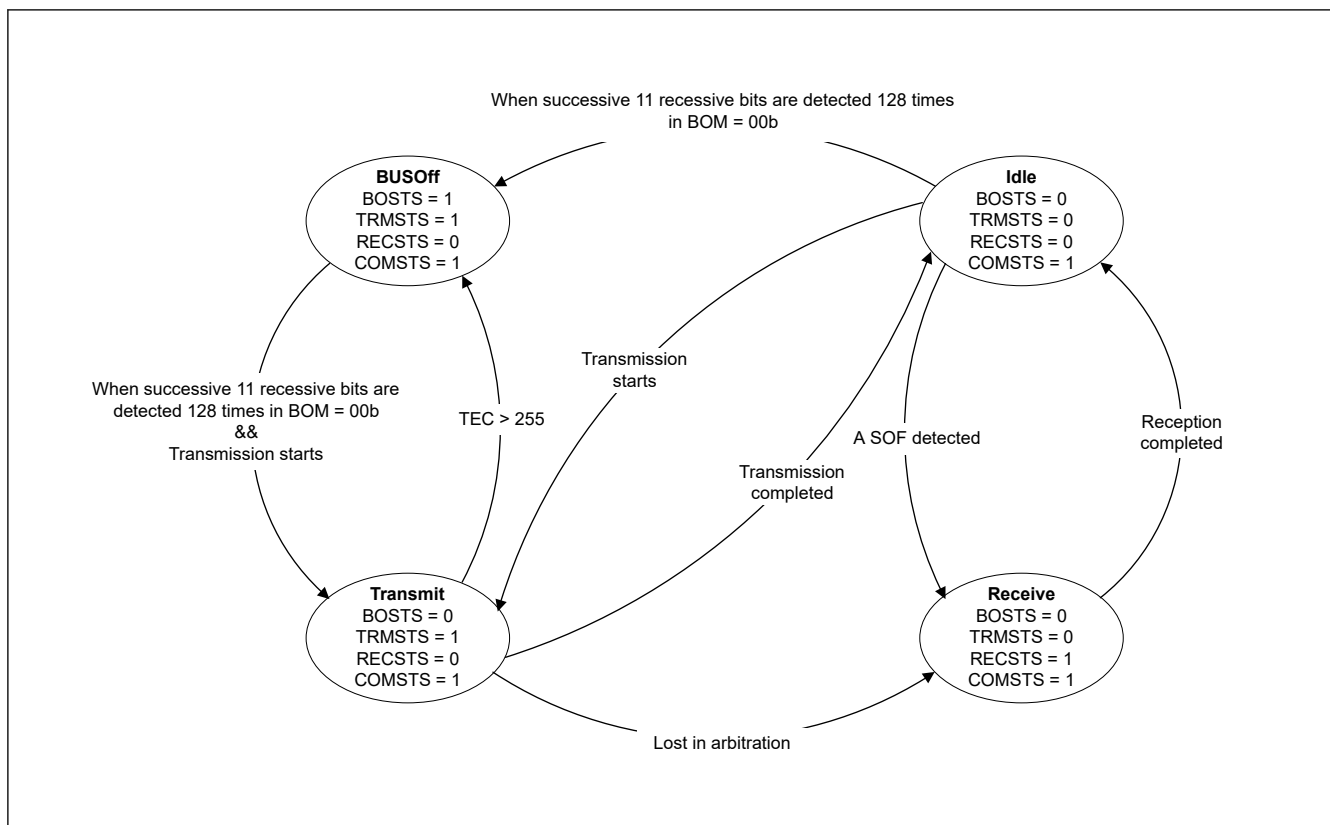 When successive 11 recessive bits are detected 128 times
in BOM = 00b
BUSOff
BOSTS = 1
TRMSTS = 1
RECSTS = 0
COMSTS = 1
Idle
BOSTS = 0
TRMSTS = 0
RECSTS = 0
COMSTS = 1
Transmission
starts
When successive 11 recessive bits are
detected 128 times in BOM = 00b
&&
Transmission starts
TEC > 255
A SOF detected
Reception
completed
Transmission
completed
Transmit
BOSTS = 0
TRMSTS = 1
RECSTS = 0
COMSTS = 1
Receive
BOSTS = 0
TRMSTS = 0
RECSTS = 1
COMSTS = 1
Lost in arbitration